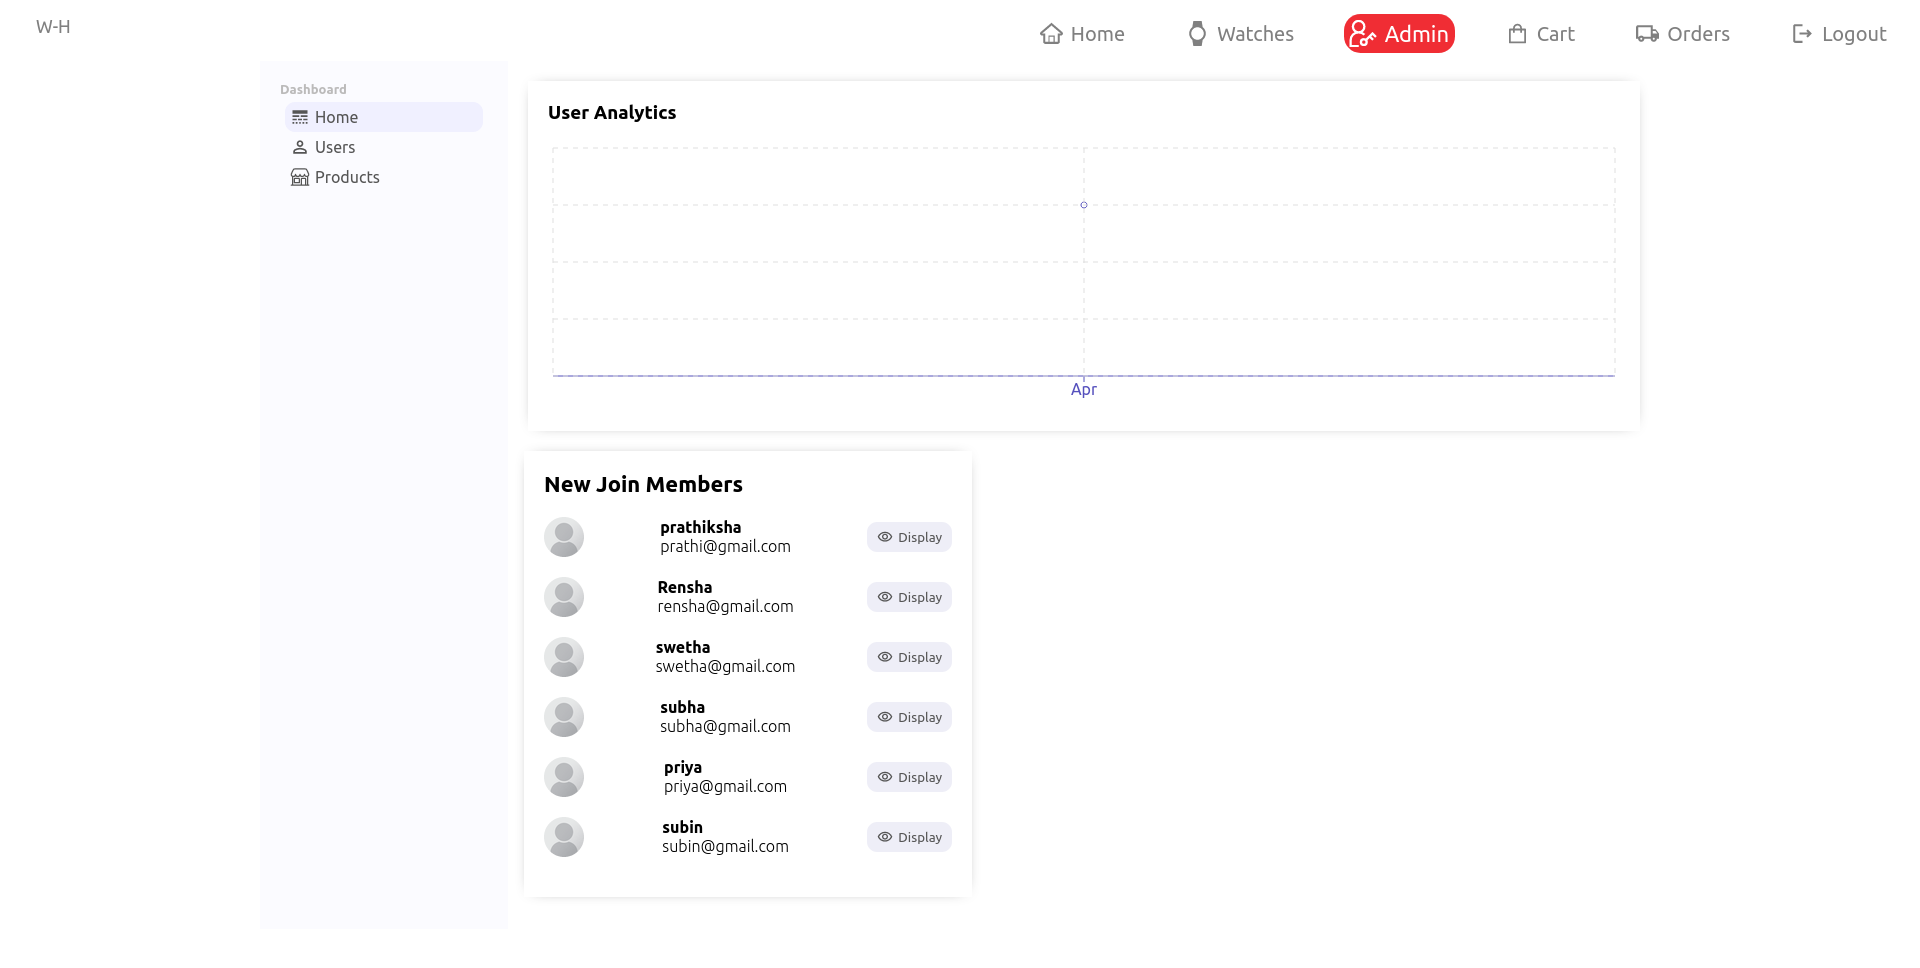 W-H
Home
Watches
Admin
Cart
Orders
Logout
Dashboard
Home
Users
Products
User Analytics
Apr
New Join Members
prathiksha
prathi@gmail.com
Display
Rensha
rensha@gmail.com
Display
swetha
swetha@gmail.com
Display
subha
subha@gmail.com
Display
priya
priya@gmail.com
Display
subin
subin@gmail.com
Display